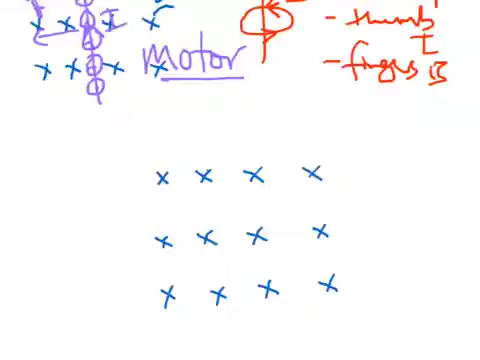 x x I x
- thumb
I
x x x x motor
- fingers B
x x x x
x x x x
x x x x